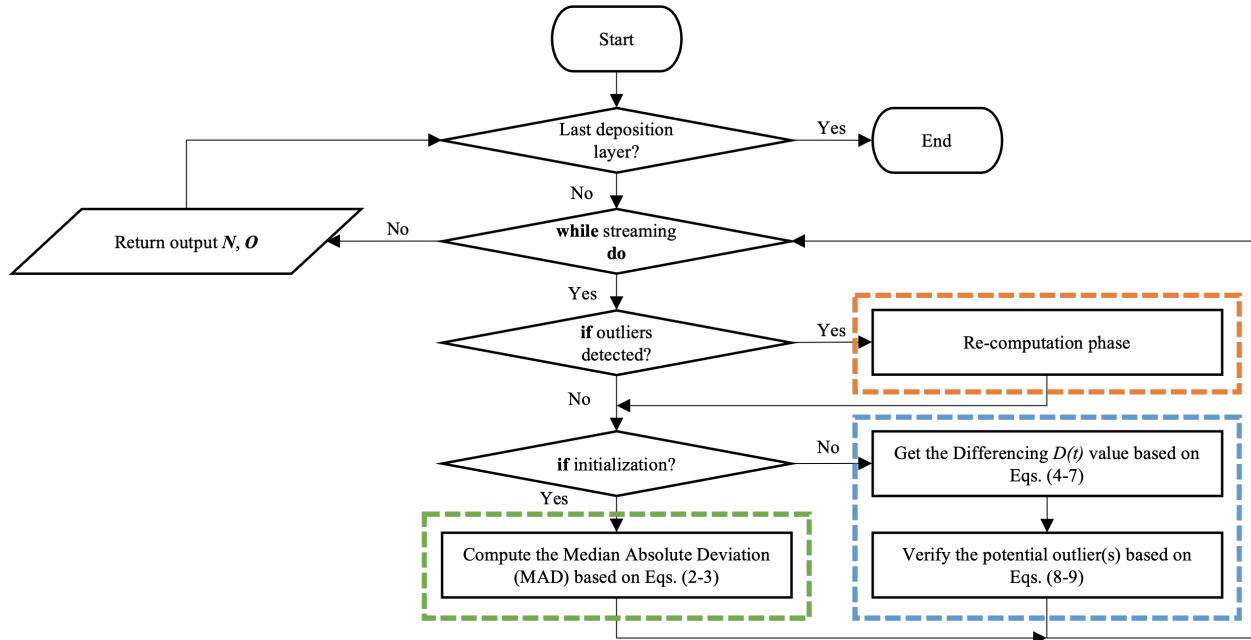 Start
Last deposition
layer?
Yes
End
No
while streaming
do
No
Return output N, O
Yes
if outliers
detected?
Yes
Re-computation phase
No
if initialization?
No
Get the Differencing D(t) value based on
Eqs. (4-7)
Yes
Compute the Median Absolute Deviation
(MAD) based on Eqs. (2-3)
Verify the potential outlier(s) based on
Eqs. (8-9)